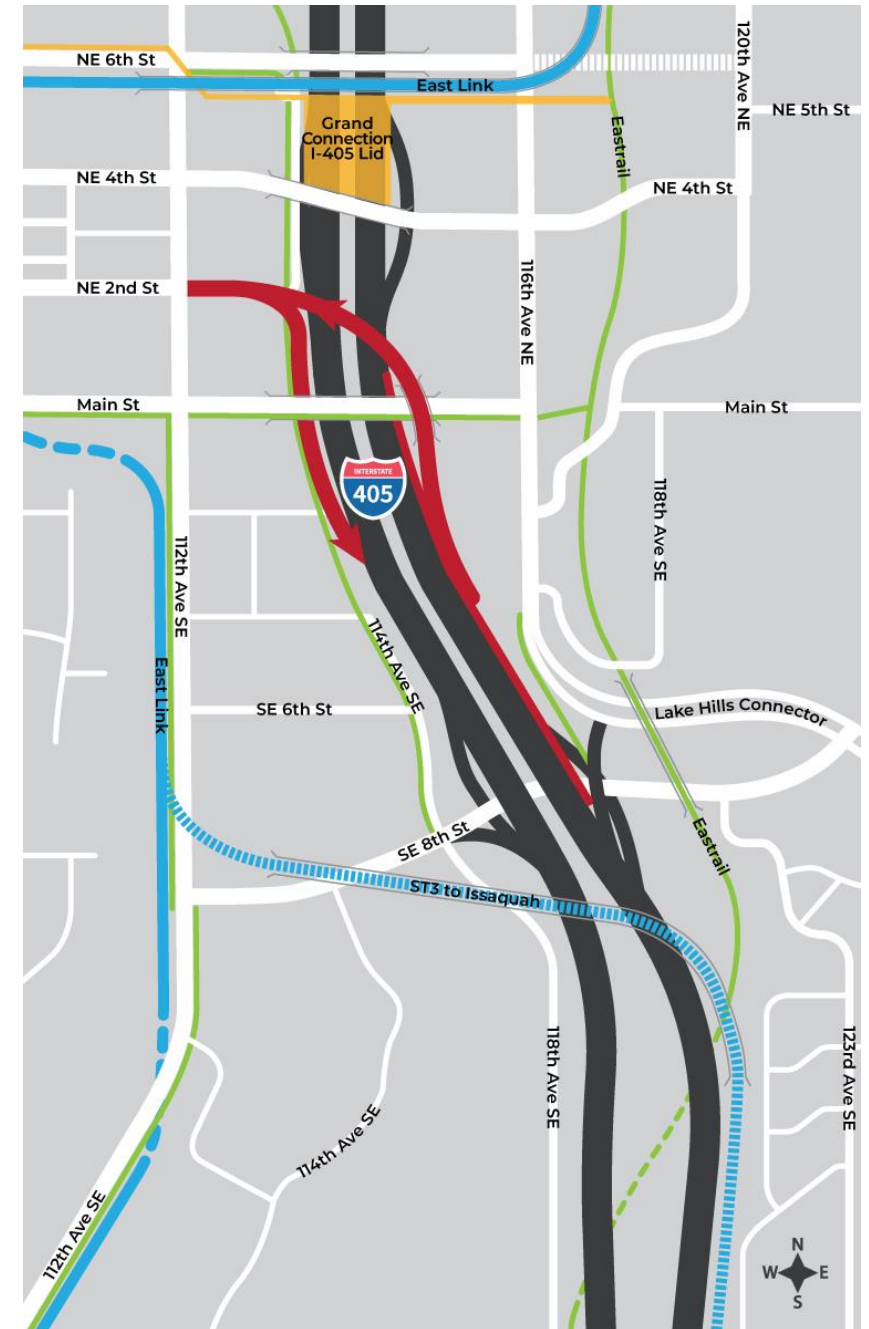 NE 6th St
East Link
120th Ave NE
NE 5th St
Grand
Connection
I-405 Lid
Eastrail
NE 4th St
NE 4th St
116th Ave NE
NE 2nd St
Main St
Main St
INTERSTATE
405
118th Ave SE
112th Ave SE
114th Ave SE
East Link
SE 6th St
Lake Hills Connector
SE 8th St
Eastrail
ST3 to Issaquah
118th Ave SE
123rd Ave SE
114th Ave SE
112th Ave SE
N
W
E
S